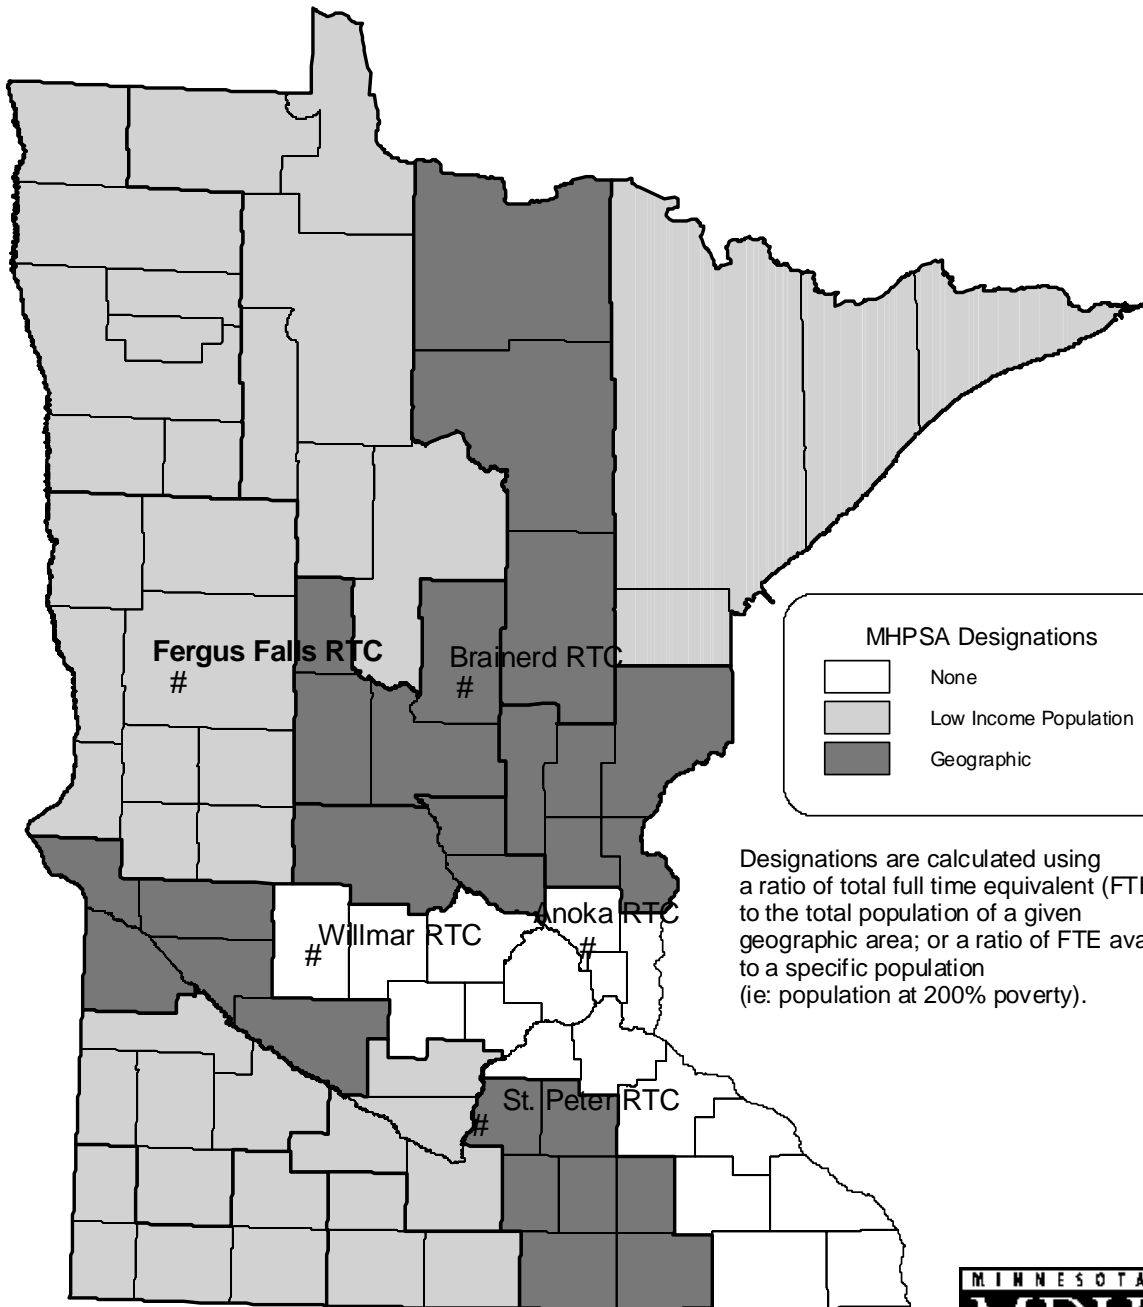 Fergus Falls RTC
#
Brainerd RTC
#
MHPSA Designations
None
Low Income Population
Geographic
Designations are calculated using
a ratio of total full time equivalent (FTE
to the total population of a given
geographic area; or a ratio of FTE ava
to a specific population
(ie: population at 200% poverty).
Anoka RTC
#
Willmar RTC
#
St. Peter RTC
#
MINNESOTA